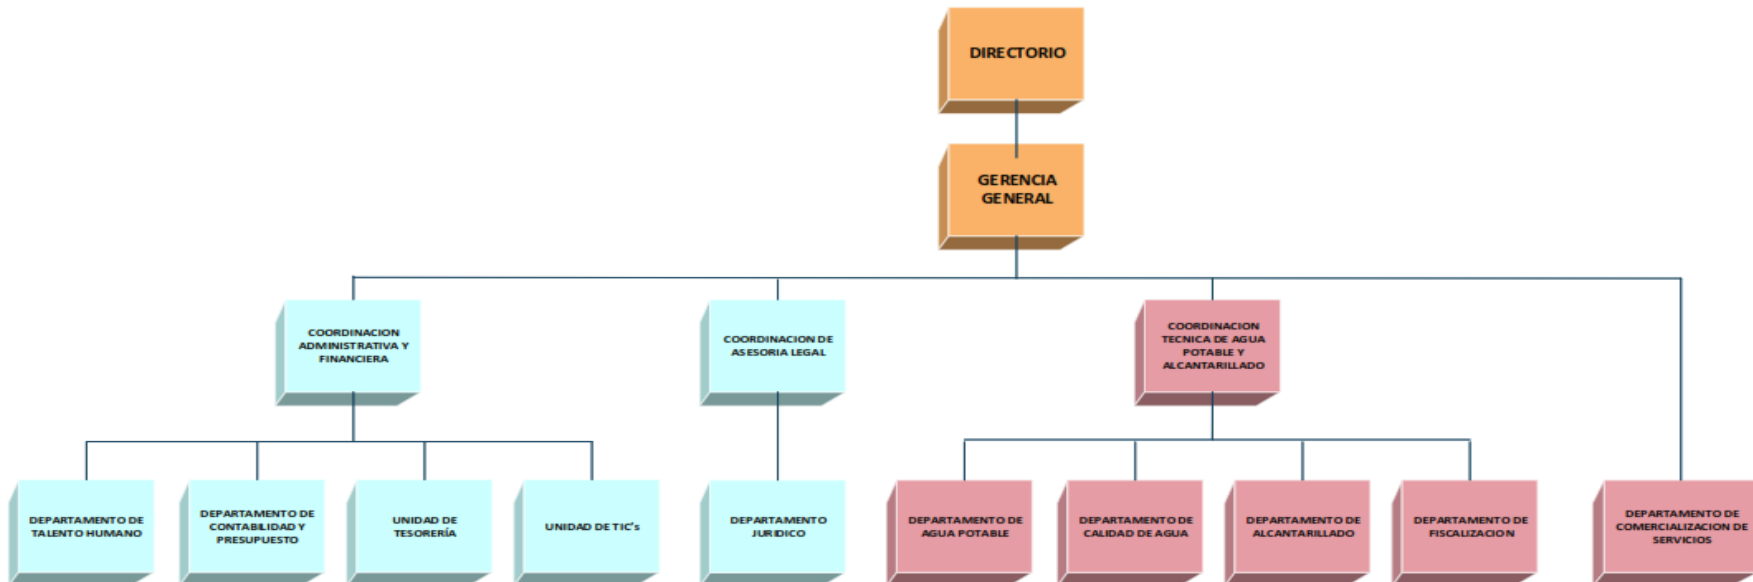 DIRECTORIO
GERENCIA
GENERAL
COORDINACION
ADMINISTRATIVA Y
FINANCIERA
COORDINACION DE
ASESORIA LEGAL
COORDINACION
TECNICA DE AGUA
POTABLE Y
ALCANTARILLADO
DEPARTAMENTO DE
TALENTO HUMANO
DEPARTAMENTO DE
CONTABILIDAD Y
PRESUPUESTO
UNIDAD DE
TESORERÍA
UNIDAD DE TIC's
DEPARTAMENTO
JURIDICO
DEPARTAMENTO DE
AGUA POTABLE
DEPARTAMENTO DE
CALIDAD DE AGUA
DEPARTAMENTO DE
ALCANTARILLADO
DEPARTAMENTO DE
FISCALIZACION
DEPARTAMENTO DE
COMERCIALIZACION DE
SERVICIOS